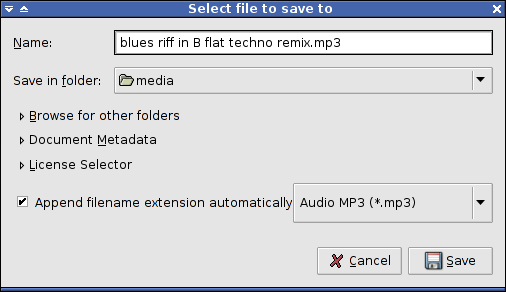 Select file to save to
Name: blues riff in B flat techno remix.mp3
Save in folder: media
Browse for other folders
Document Metadata
License Selector
Append filename extension automatically Audio MP3 (*.mp3)
Cancel Save